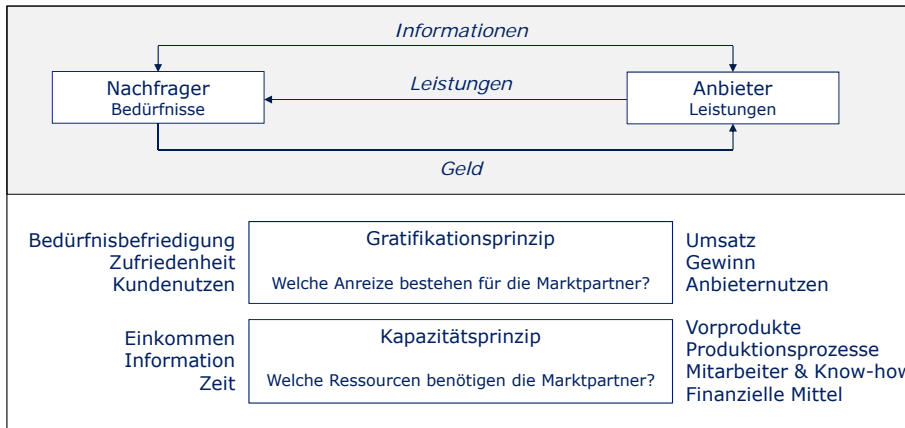 Informationen
Nachfrager
Bedürfnisse
Leistungen
Anbieter
Leistungen
Geld
Bedürfnisbefriedigung
Zufriedenheit
Kundenutzen
Gratifikationsprinzip
Welche Anreize bestehen für die Marktpartner?
Umsatz
Gewinn
Anbieternutzen
Einkommen
Information
Zeit
Kapazitätsprinzip
Welche Ressourcen benötigen die Marktpartner?
Vorprodukte
Produktionsprozesse
Mitarbeiter & Know-how
Finanzielle Mittel